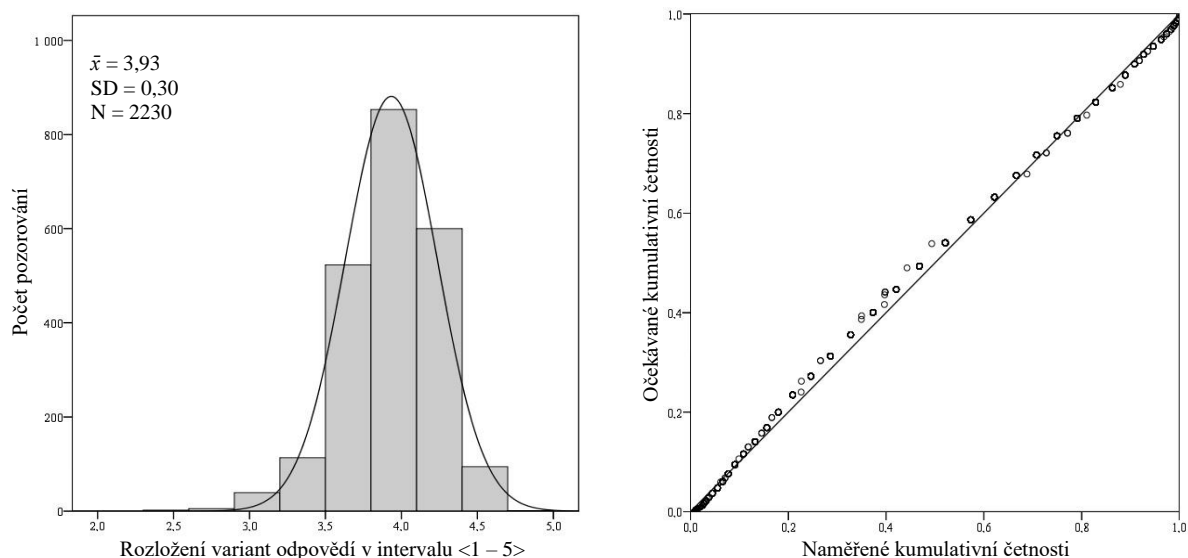 1 000
800
600
400
200
0
x̄ = 3,93
SD = 0,30
N = 2230
Počet pozorování
2,0 2,5 3,0 3,5 4,0 4,5 5,0
Rozložení variant odpovědí v intervalu <1 – 5>
1,0
0,8
0,6
0,4
0,2
0,0
Očekávané kumulativní četnosti
0,0 0,2 0,4 0,6 0,8 1,0
Naměřené kumulativní četnosti